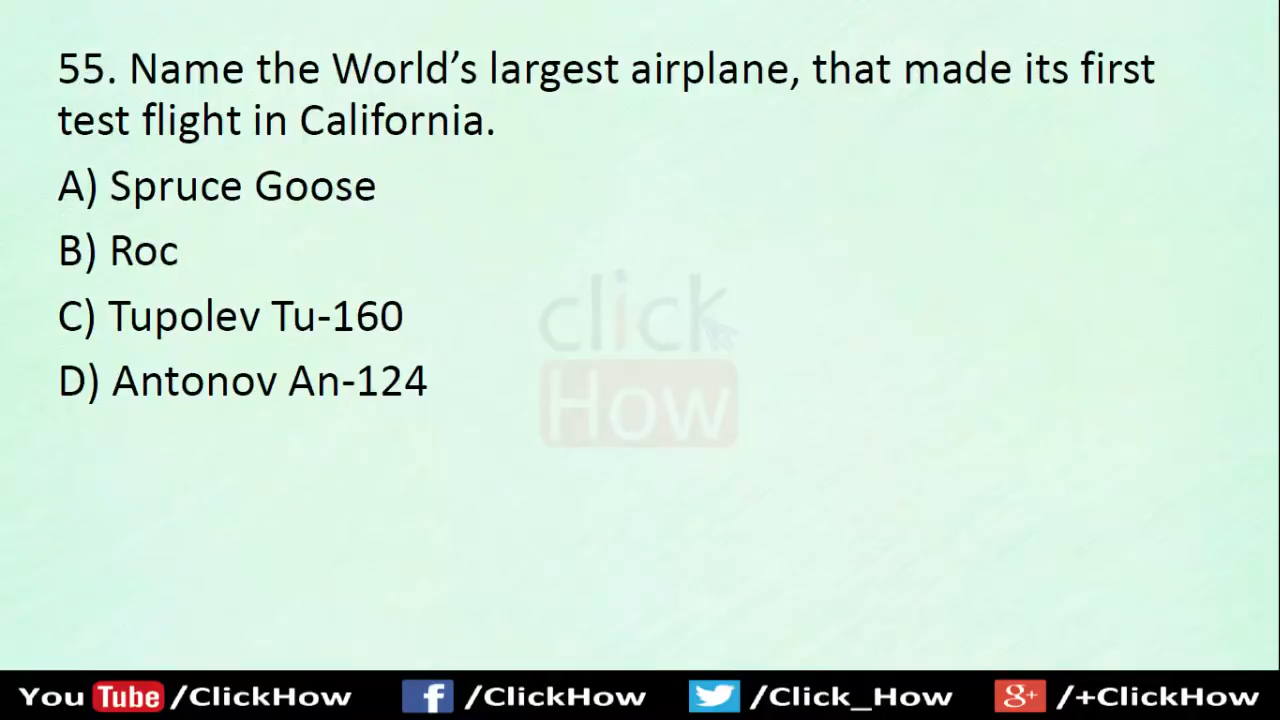 55. Name the World’s largest airplane, that made its first
test flight in California.
A) Spruce Goose
B) Roc
C) Tupolev Tu-160
D) Antonov An-124
click
How
You Tube /ClickHow f /ClickHow /Click_How g+ /+ClickHow